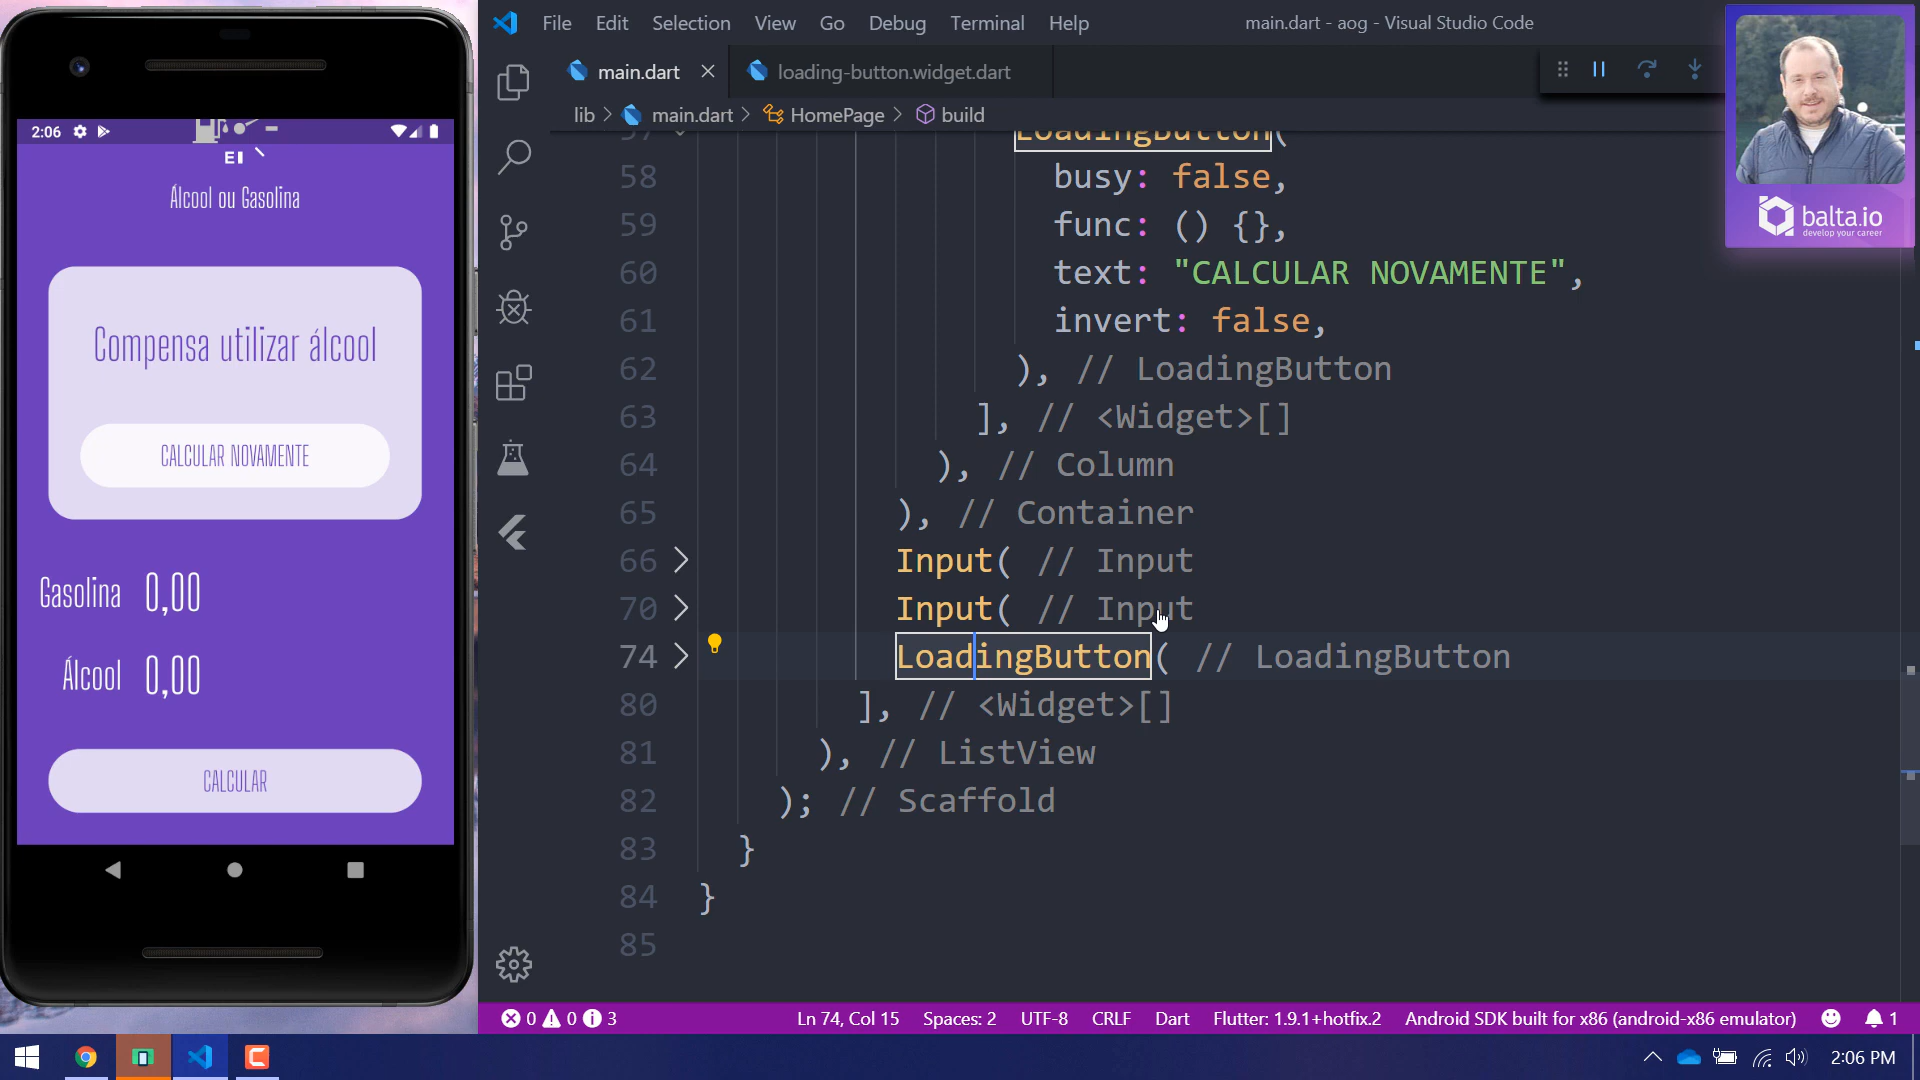 File Edit Selection View Go Debug Terminal Help
main.dart - aog - Visual Studio Code
main.dart
loading-button.widget.dart
lib > main.dart > HomePage > build
LoadingButton(
58 busy: false,
59 func: () {},
60 text: "CALCULAR NOVAMENTE",
61 invert: false,
62 ), // LoadingButton
63 ], // <Widget>[]
64 ), // Column
65 ), // Container
66 Input( // Input
70 Input( // Input
74 LoadingButton( // LoadingButton
80 ], // <Widget>[]
81 ), // ListView
82 ); // Scaffold
83 }
84 }
85
2:06
Álcool ou Gasolina
Compensa utilizar álcool
CALCULAR NOVAMENTE
Gasolina 0,00
Álcool 0,00
CALCULAR
balta.io
develop your career
0 0 3
Ln 74, Col 15 Spaces: 2 UTF-8 CRLF Dart Flutter: 1.9.1+hotfix.2 Android SDK built for x86 (android-x86 emulator) 1
2:06 PM